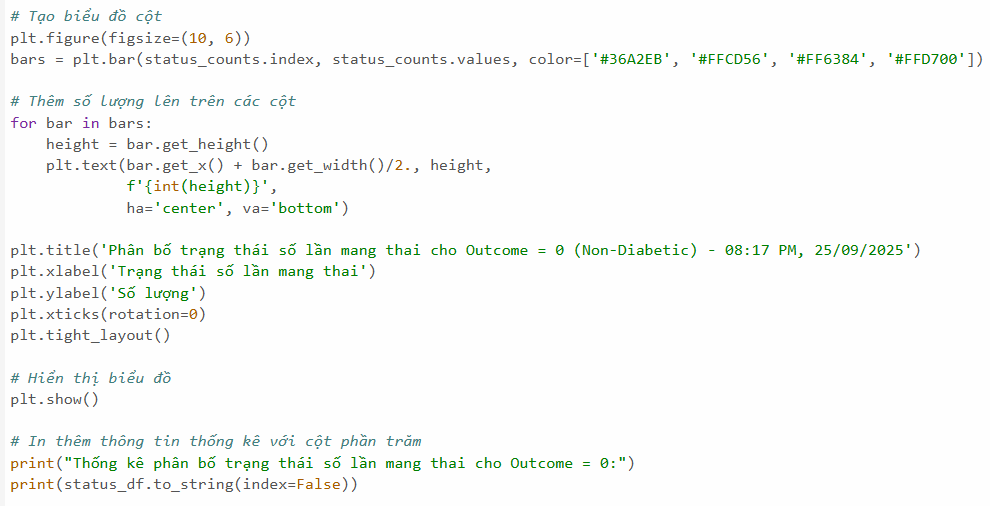 # Tạo biểu đồ cột
plt.figure(figsize=(10, 6))
bars = plt.bar(status_counts.index, status_counts.values, color=['#36A2EB', '#FFCD56', '#FF6384', '#FFD700'])
# Thêm số lượng lên trên các cột
for bar in bars:
    height = bar.get_height()
    plt.text(bar.get_x() + bar.get_width()/2., height,
             f'{int(height)}',
             ha='center', va='bottom')
plt.title('Phân bố trạng thái số lần mang thai cho Outcome = 0 (Non-Diabetic) - 08:17 PM, 25/09/2025')
plt.xlabel('Trạng thái số lần mang thai')
plt.ylabel('Số lượng')
plt.xticks(rotation=0)
plt.tight_layout()
# Hiển thị biểu đồ
plt.show()
# In thêm thông tin thống kê với cột phần trăm
print("Thống kê phân bố trạng thái số lần mang thai cho Outcome = 0:")
print(status_df.to_string(index=False))